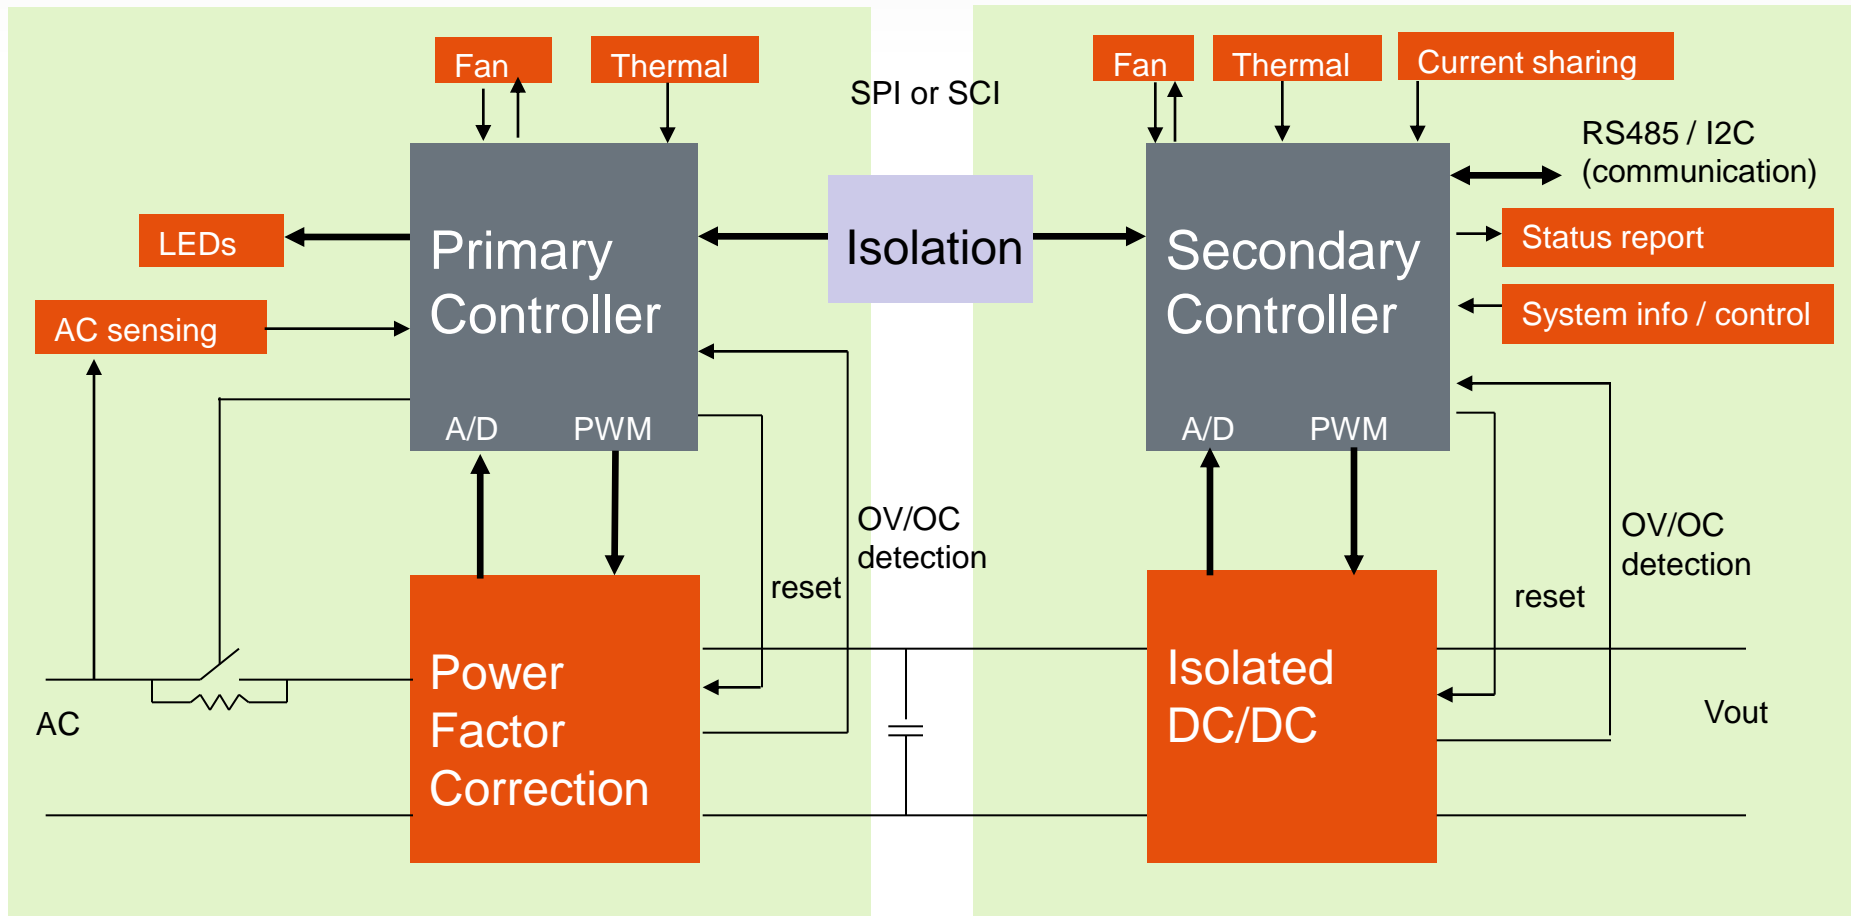 Fan
Thermal
SPI or SCI
Fan
Thermal
Current sharing
RS485 / I2C
(communication)
LEDs
Primary
Controller
Isolation
Secondary
Controller
Status report
AC sensing
System info / control
A/D
PWM
A/D
PWM
OV/OC
detection
OV/OC
detection
reset
reset
Power
Factor
Correction
Isolated
DC/DC
AC
Vout